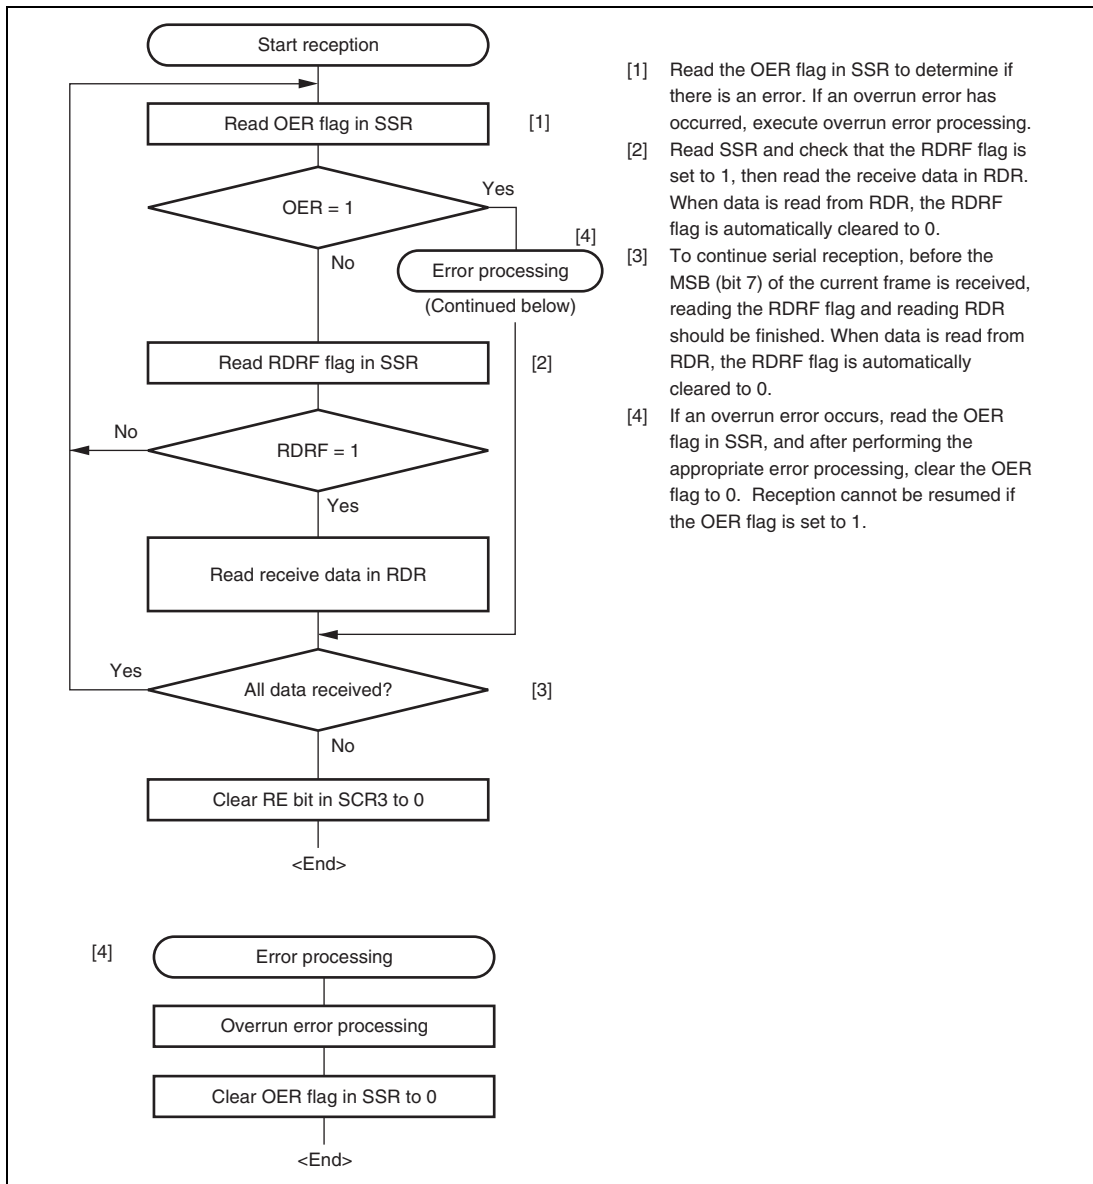 Start reception
Read OER flag in SSR
[1]
OER = 1
Yes
No
[4]
Error processing
(Continued below)
Read RDRF flag in SSR
[2]
RDRF = 1
No
Yes
Read receive data in RDR
All data received?
[3]
Yes
No
Clear RE bit in SCR3 to 0
<End>
[1] Read the OER flag in SSR to determine if
there is an error. If an overrun error has
occurred, execute overrun error processing.
[2] Read SSR and check that the RDRF flag is
set to 1, then read the receive data in RDR.
When data is read from RDR, the RDRF
flag is automatically cleared to 0.
[3] To continue serial reception, before the
MSB (bit 7) of the current frame is received,
reading the RDRF flag and reading RDR
should be finished. When data is read from
RDR, the RDRF flag is automatically
cleared to 0.
[4] If an overrun error occurs, read the OER
flag in SSR, and after performing the
appropriate error processing, clear the OER
flag to 0. Reception cannot be resumed if
the OER flag is set to 1.
[4]
Error processing
Overrun error processing
Clear OER flag in SSR to 0
<End>